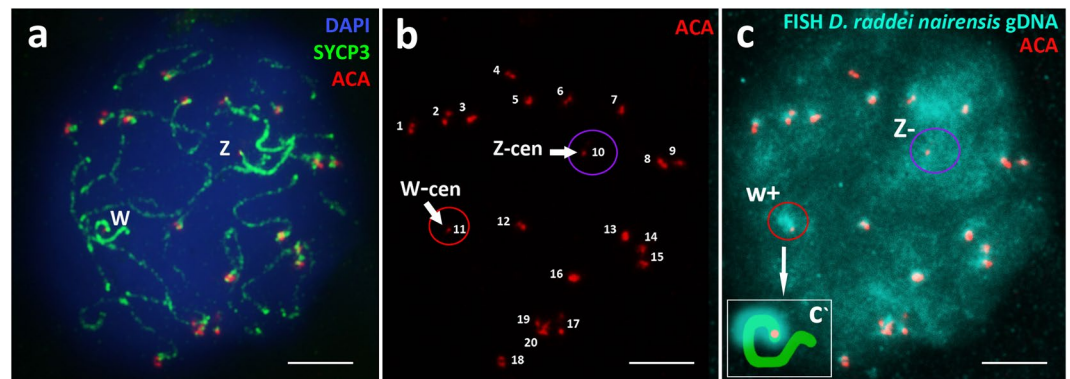 a
DAPI
SYCP3
ACA
Z
W
b
ACA
4
5
6
7
2
3
1
Z-cen
10
8
9
W-cen
11
12
13
14
15
16
19
17
20
18
c
FISH D. raddei nairensis gDNA
ACA
Z-
W+
c`